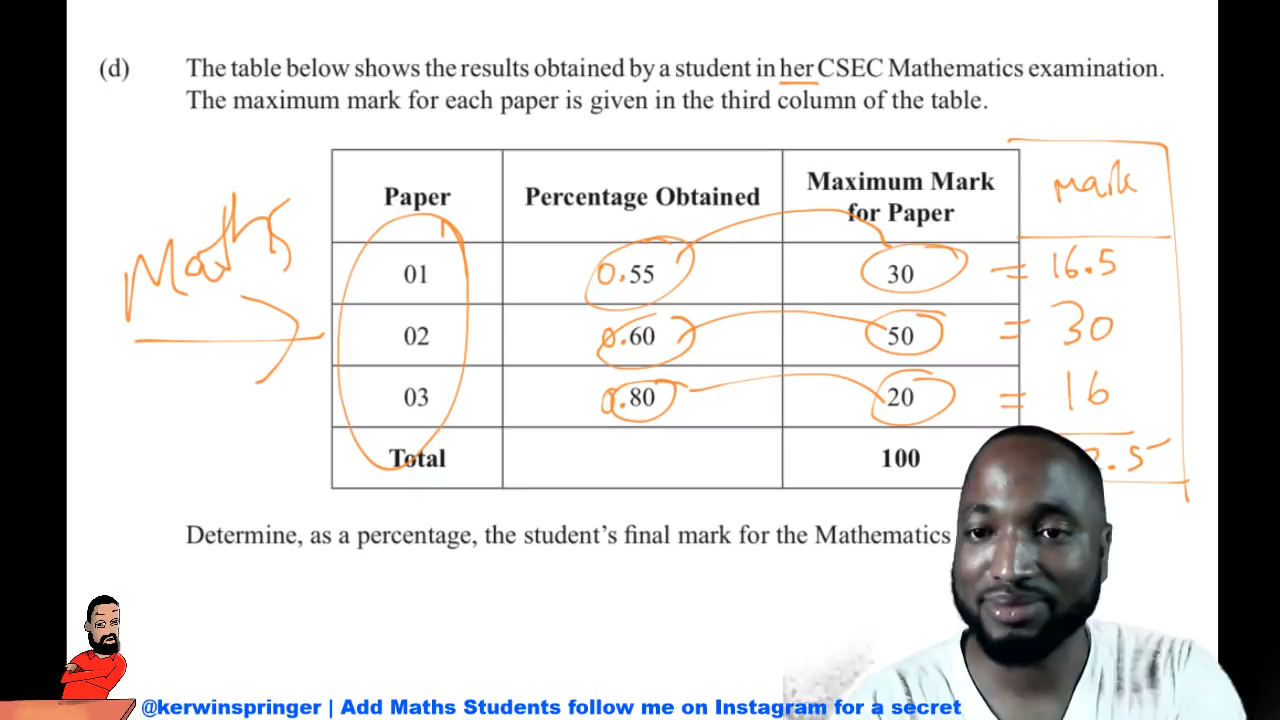 (d) The table below shows the results obtained by a student in her CSEC Mathematics examination.
The maximum mark for each paper is given in the third column of the table.
Maths
Paper Percentage Obtained Maximum Mark for Paper mark
01 0.55 30 = 16.5
02 0.60 50 = 30
03 0.80 20 = 16
Total 100 .5
Determine, as a percentage, the student's final mark for the Mathematics
@kerwinspringer | Add Maths Students follow me on Instagram for a secret